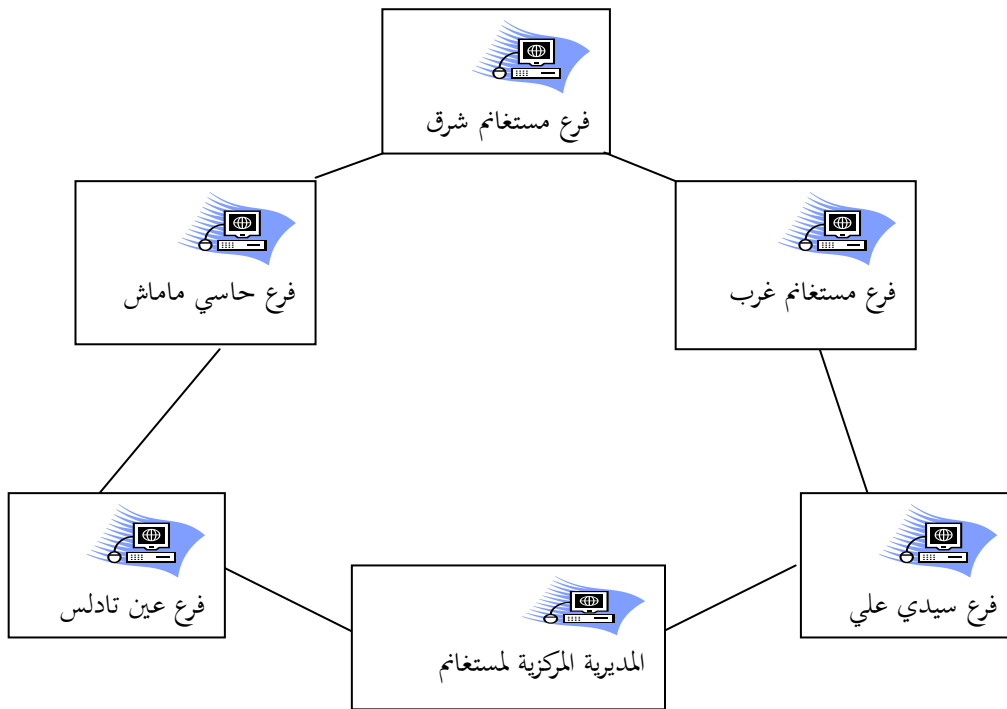 فرع مستغانم شرق
فرع مستغانم غرب
فرع حاسي ماماش
فرع سيدي علي
فرع عين تادلس
المديرية المركزية لمستغانم